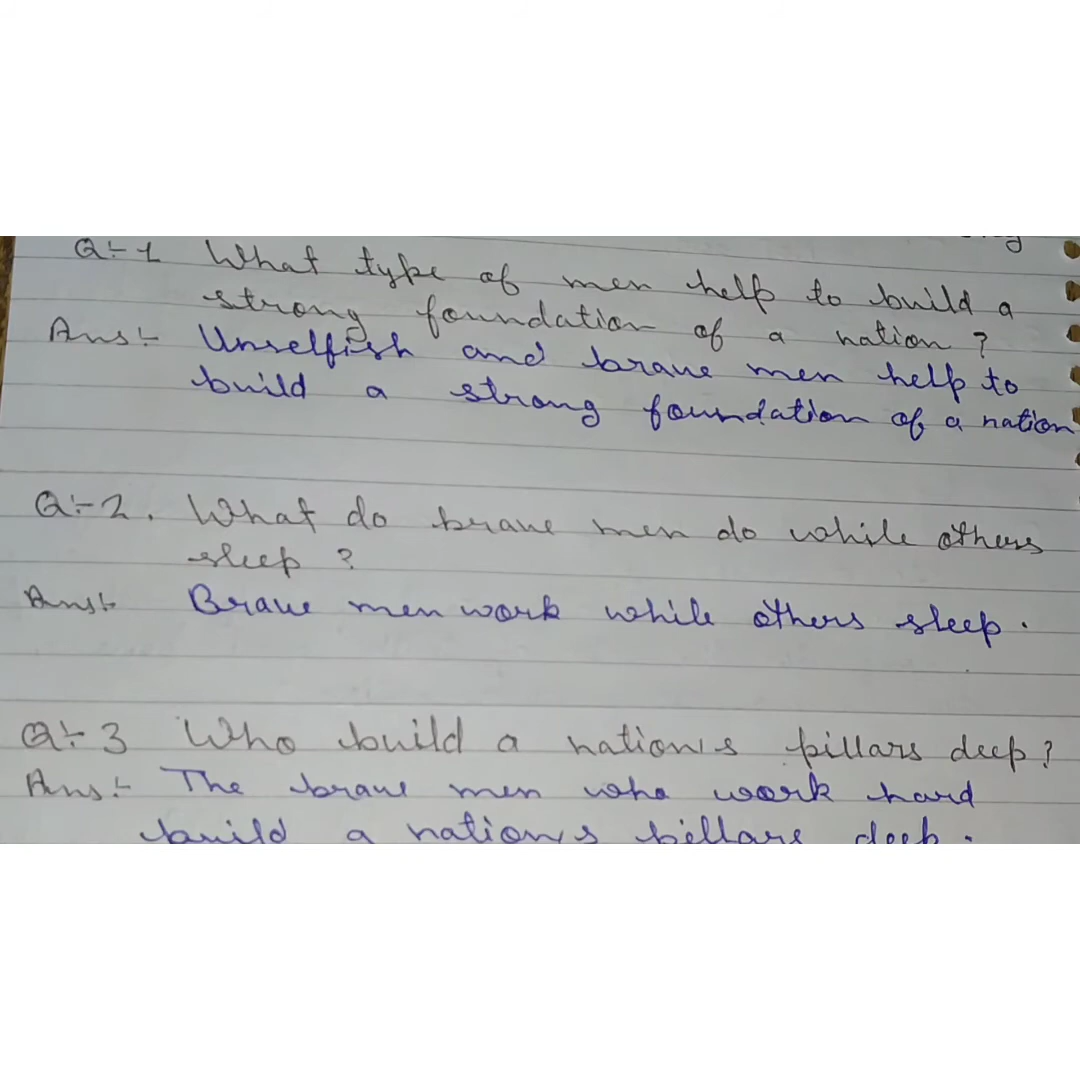 Q:-1 What type of men help to build a
strong foundation of a nation ?
Ans:- Unselfish and brave men help to
build a strong foundation of a nation
Q:-2. What do brave men do while others
sleep ?
Ans:- Brave men work while others sleep.
Q:-3 Who build a nation's pillars deep?
Ans:- The brave men who work hard
build a nation's pillars deep.